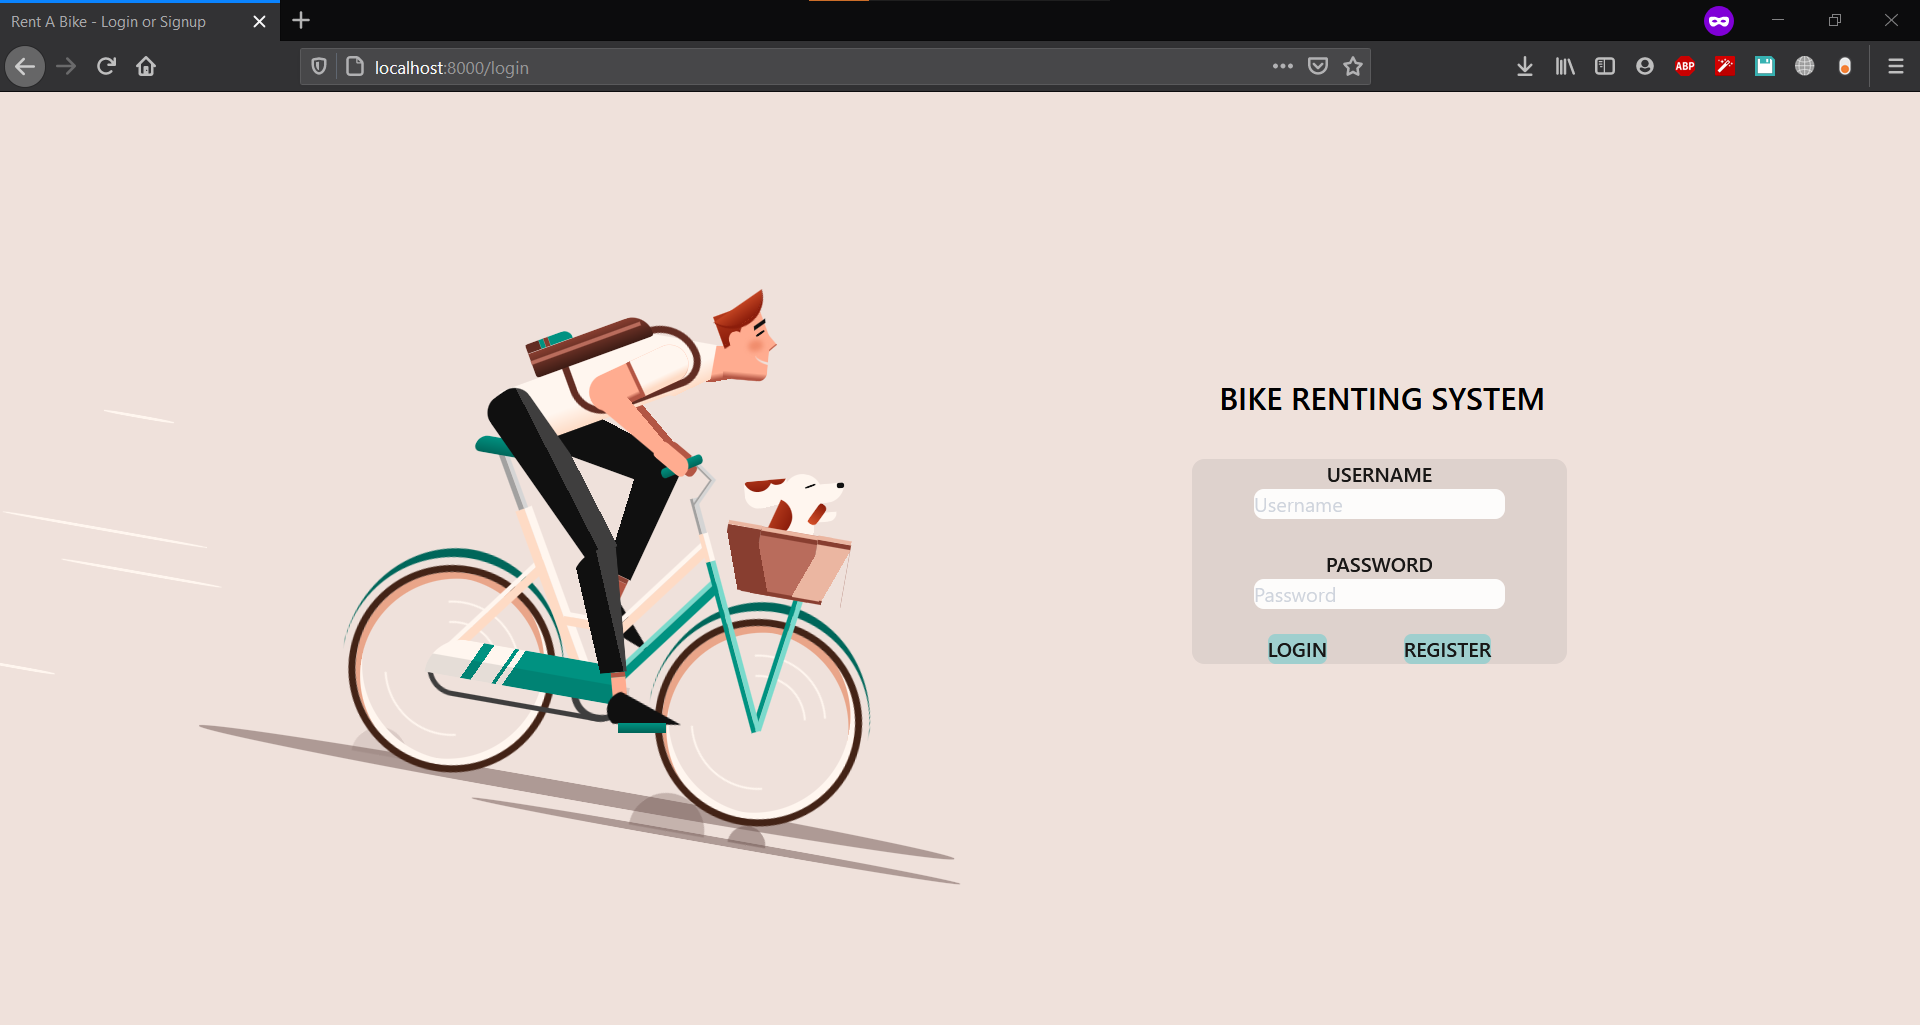 Rent A Bike - Login or Signup
localhost:8000/login
ABP
BIKE RENTING SYSTEM
USERNAME
Username
PASSWORD
Password
LOGIN REGISTER